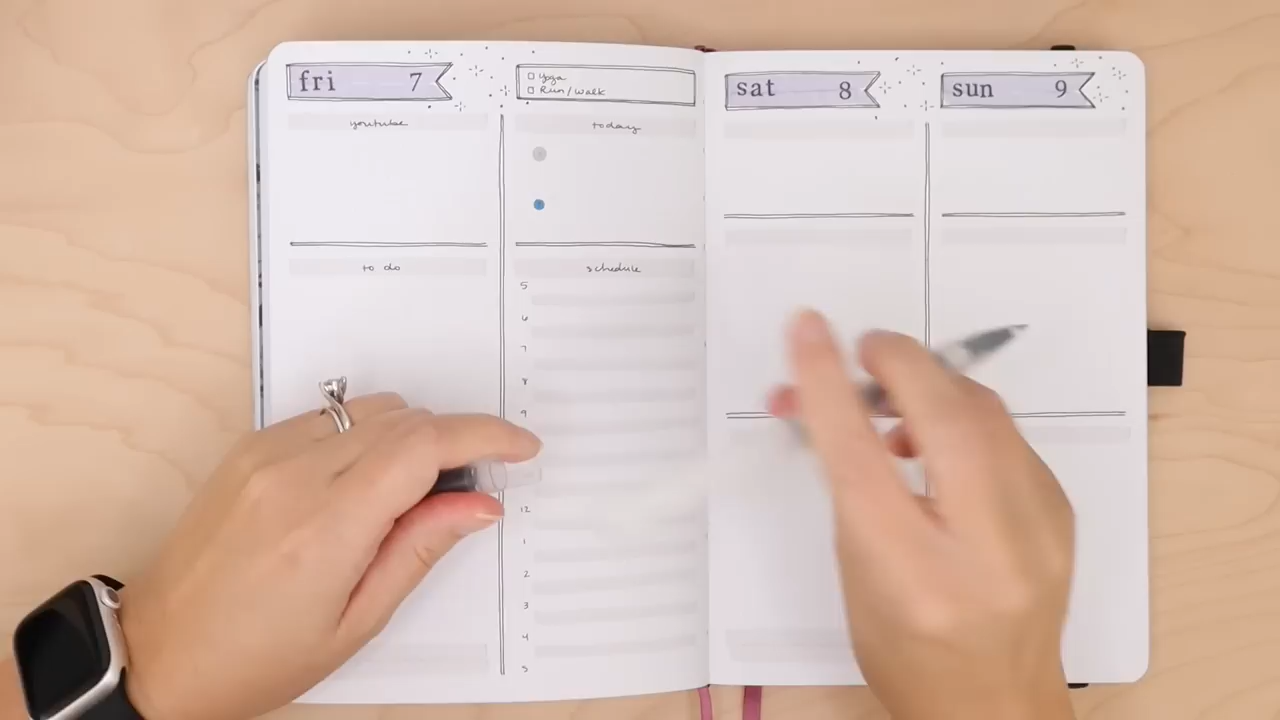 fri 7
youtube
to do
☐ Yoga
☐ Run/walk
today
schedule
5
6
7
8
9
12
1
2
3
4
5
sat 8
sun 9